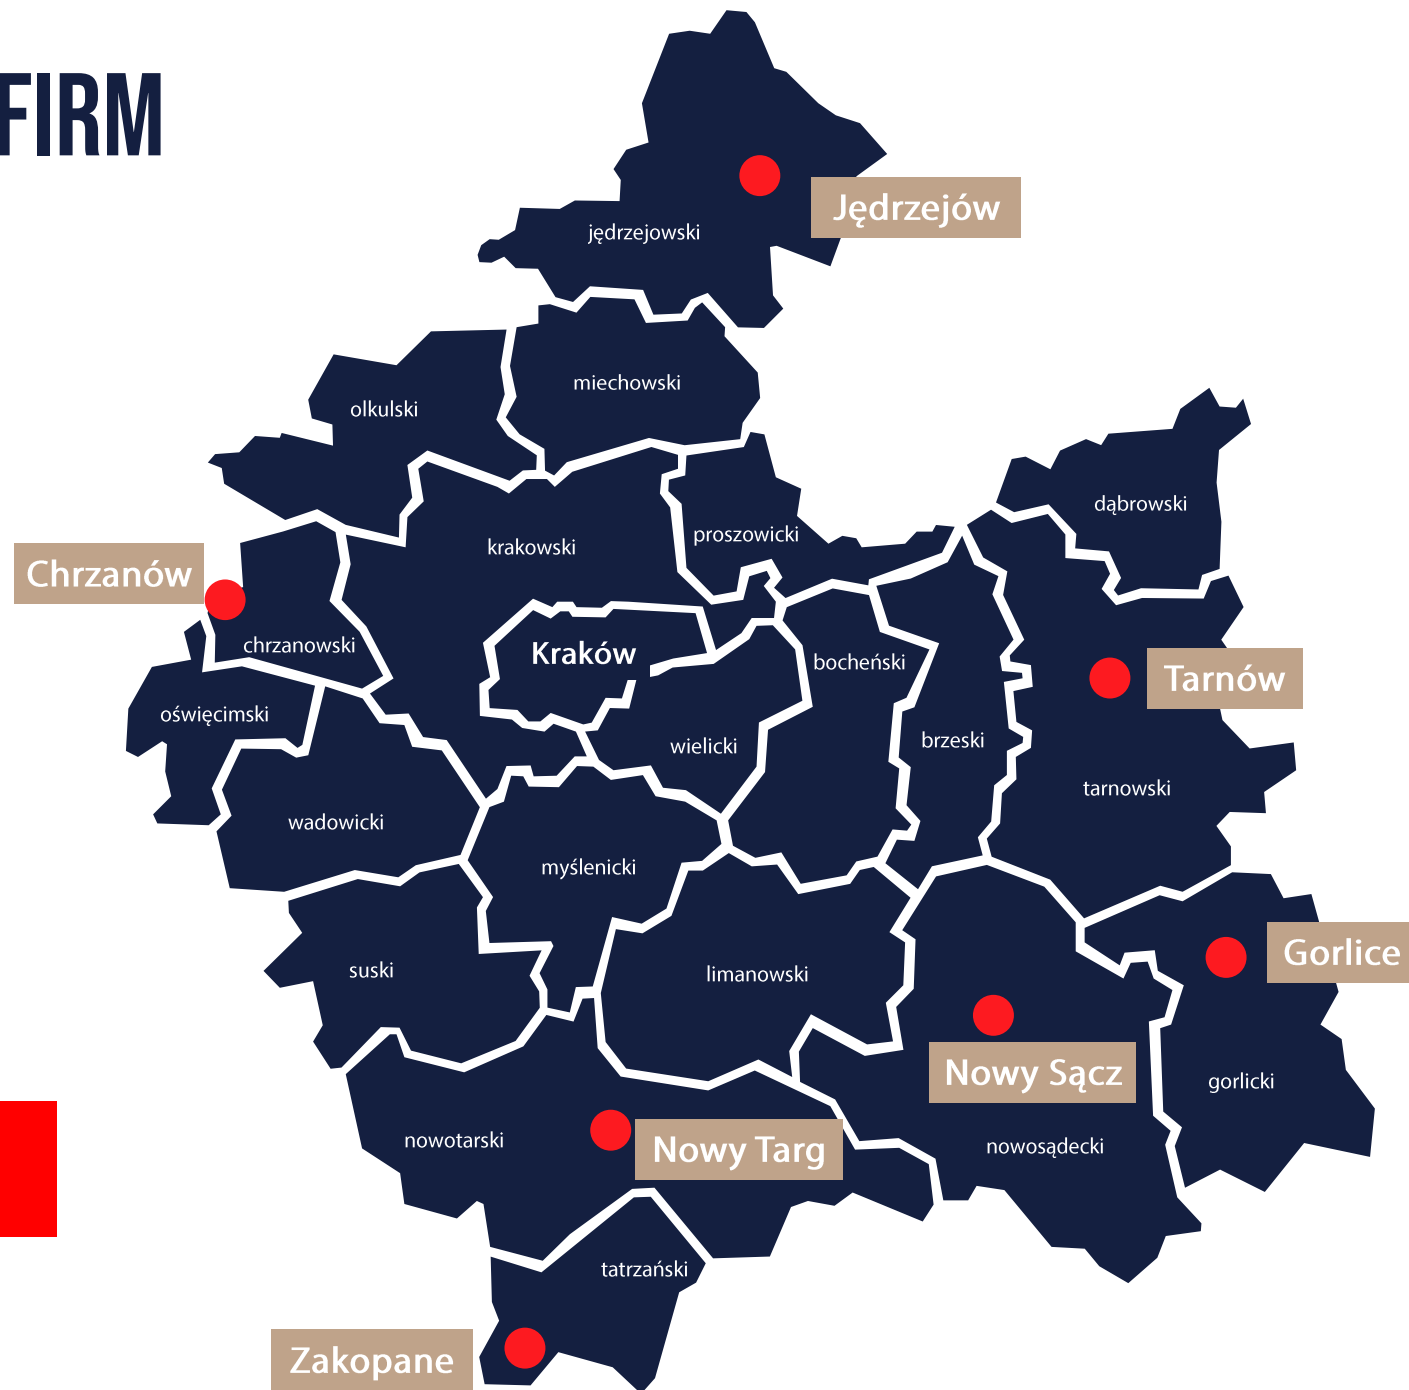 FIRM
Jędrzejów
jędrzejowski
miechowski
olkulski
dąbrowski
proszowicki
krakowski
Chrzanów
chrzanowski
Kraków
bocheński
Tarnów
oświęcimski
brzeski
wielicki
tarnowski
wadowicki
myślenicki
Gorlice
suski
limanowski
Nowy Sącz
gorlicki
nowotarski
Nowy Targ
nowosądecki
tatrzański
Zakopane